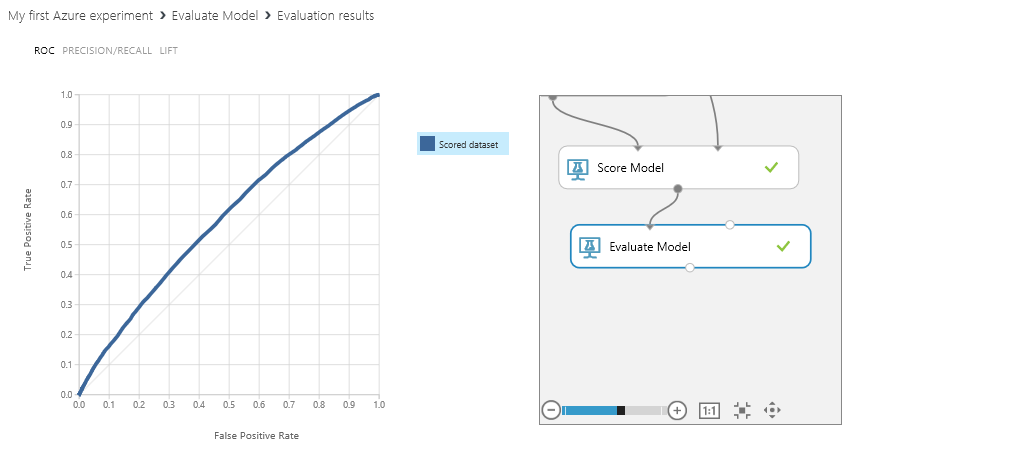 My first Azure experiment > Evaluate Model > Evaluation results
ROC PRECISION/RECALL LIFT
1.0
0.9
0.8
0.7
0.6
0.5
0.4
0.3
0.2
0.1
0.0
True Positive Rate
0.0 0.1 0.2 0.3 0.4 0.5 0.6 0.7 0.8 0.9 1.0
False Positive Rate
Scored dataset
Score Model
Evaluate Model
1:1